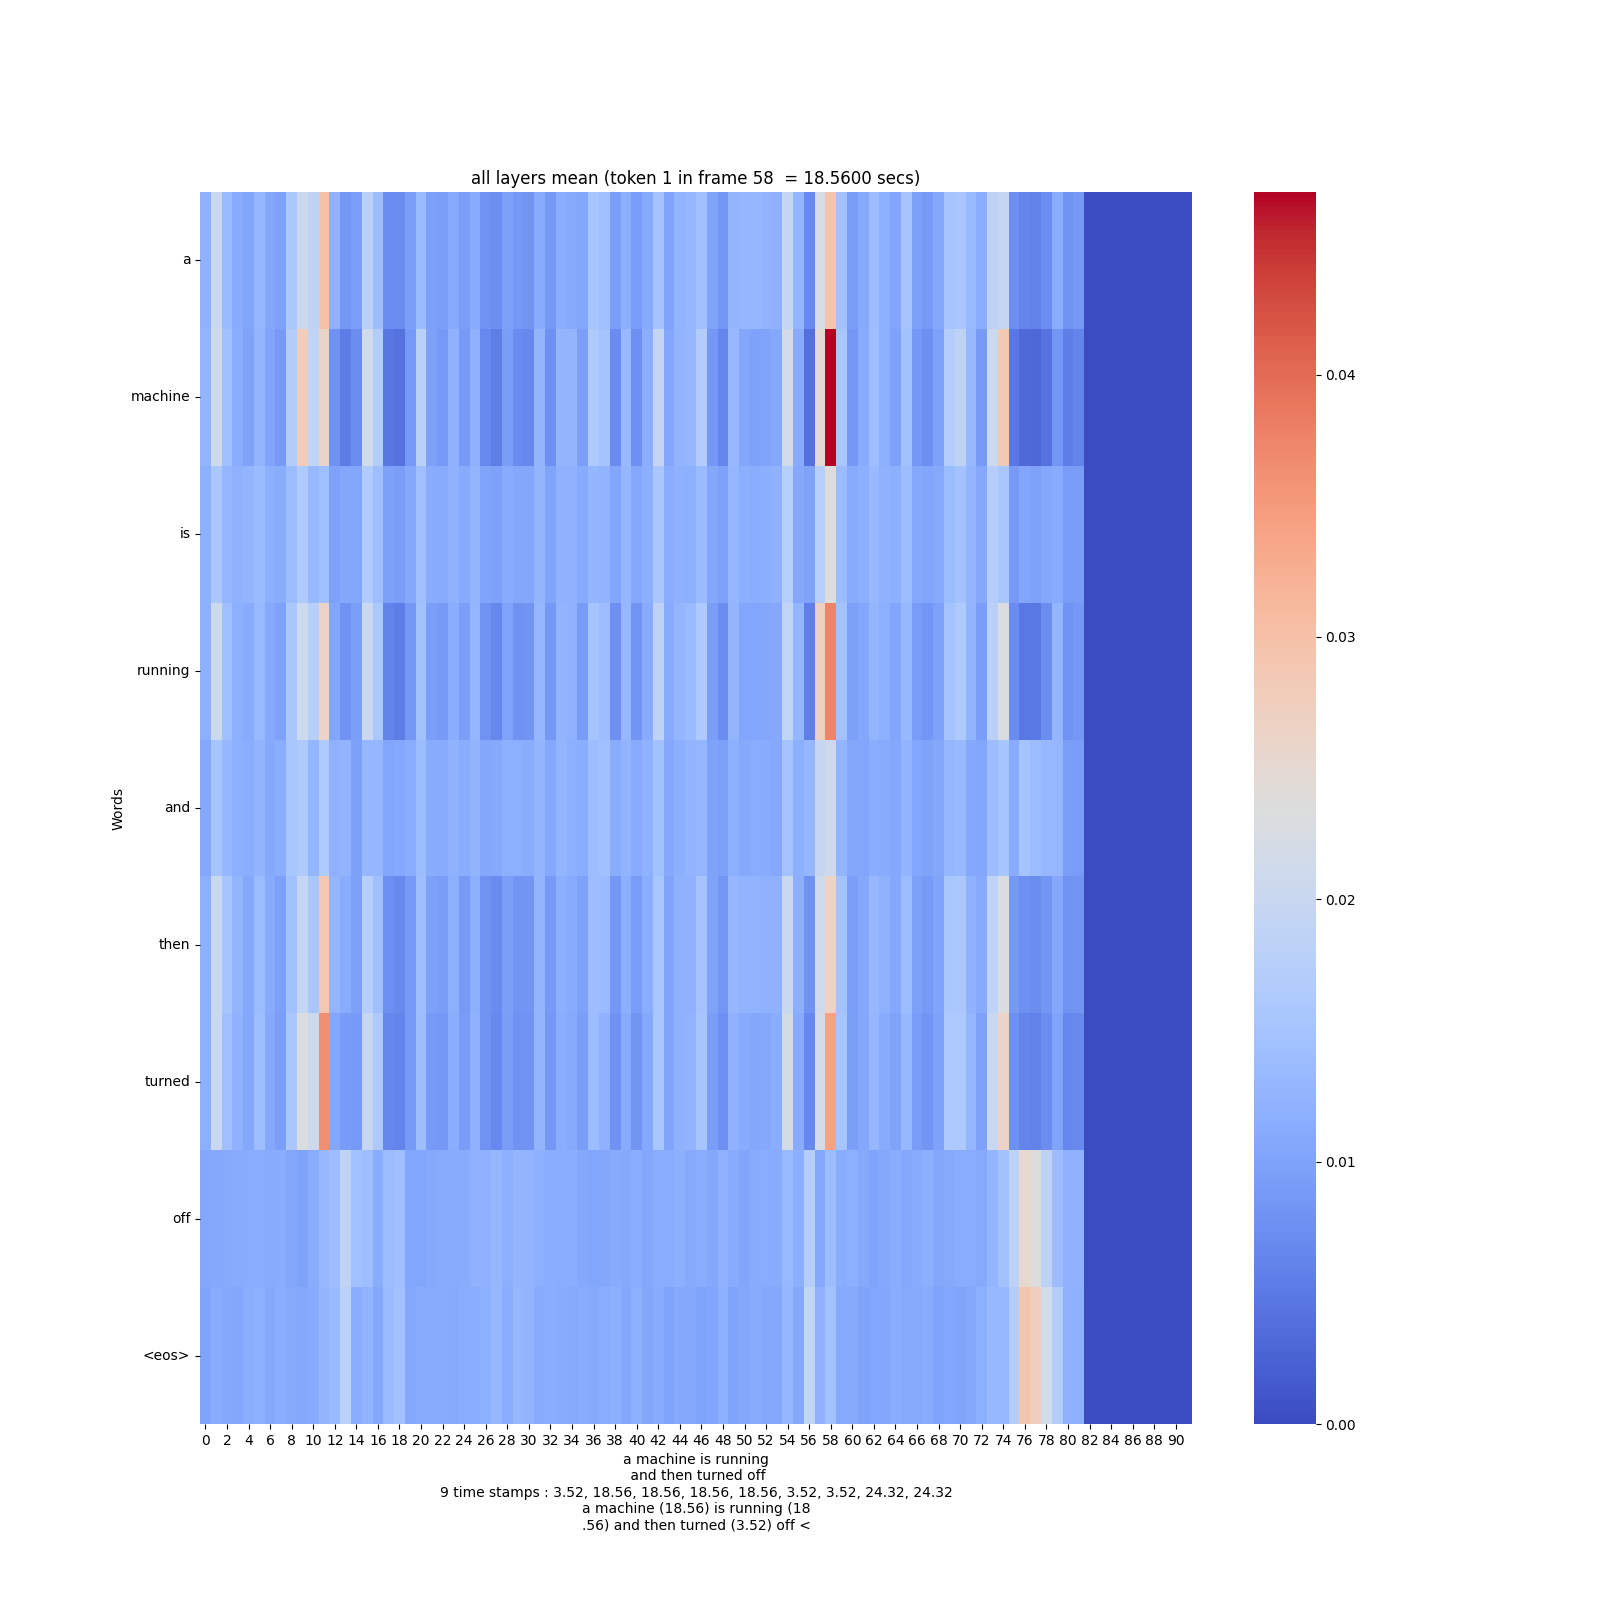 all layers mean (token 1 in frame 58  = 18.5600 secs)
Words
a
machine
is
running
and
then
turned
off
<eos>
0 2 4 6 8 10 12 14 16 18 20 22 24 26 28 30 32 34 36 38 40 42 44 46 48 50 52 54 56 58 60 62 64 66 68 70 72 74 76 78 80 82 84 86 88 90
a machine is running
and then turned off
9 time stamps : 3.52, 18.56, 18.56, 18.56, 18.56, 3.52, 3.52, 24.32, 24.32
a machine (18.56) is running (18
.56) and then turned (3.52) off <
0.04
0.03
0.02
0.01
0.00